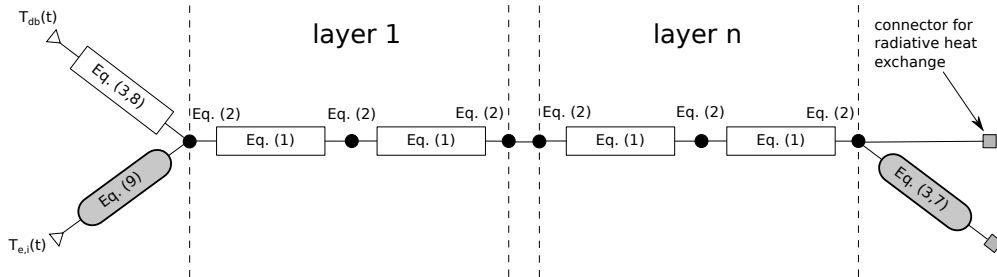 T_db(t)
layer 1
layer n
connector for
radiative heat
exchange
Eq. (3,8)
Eq. (2)
Eq. (2)
Eq. (2)
Eq. (2)
Eq. (2)
Eq. (2)
Eq. (1)
Eq. (1)
Eq. (1)
Eq. (1)
Eq. (9)
Eq. (3,7)
T_e,i(t)